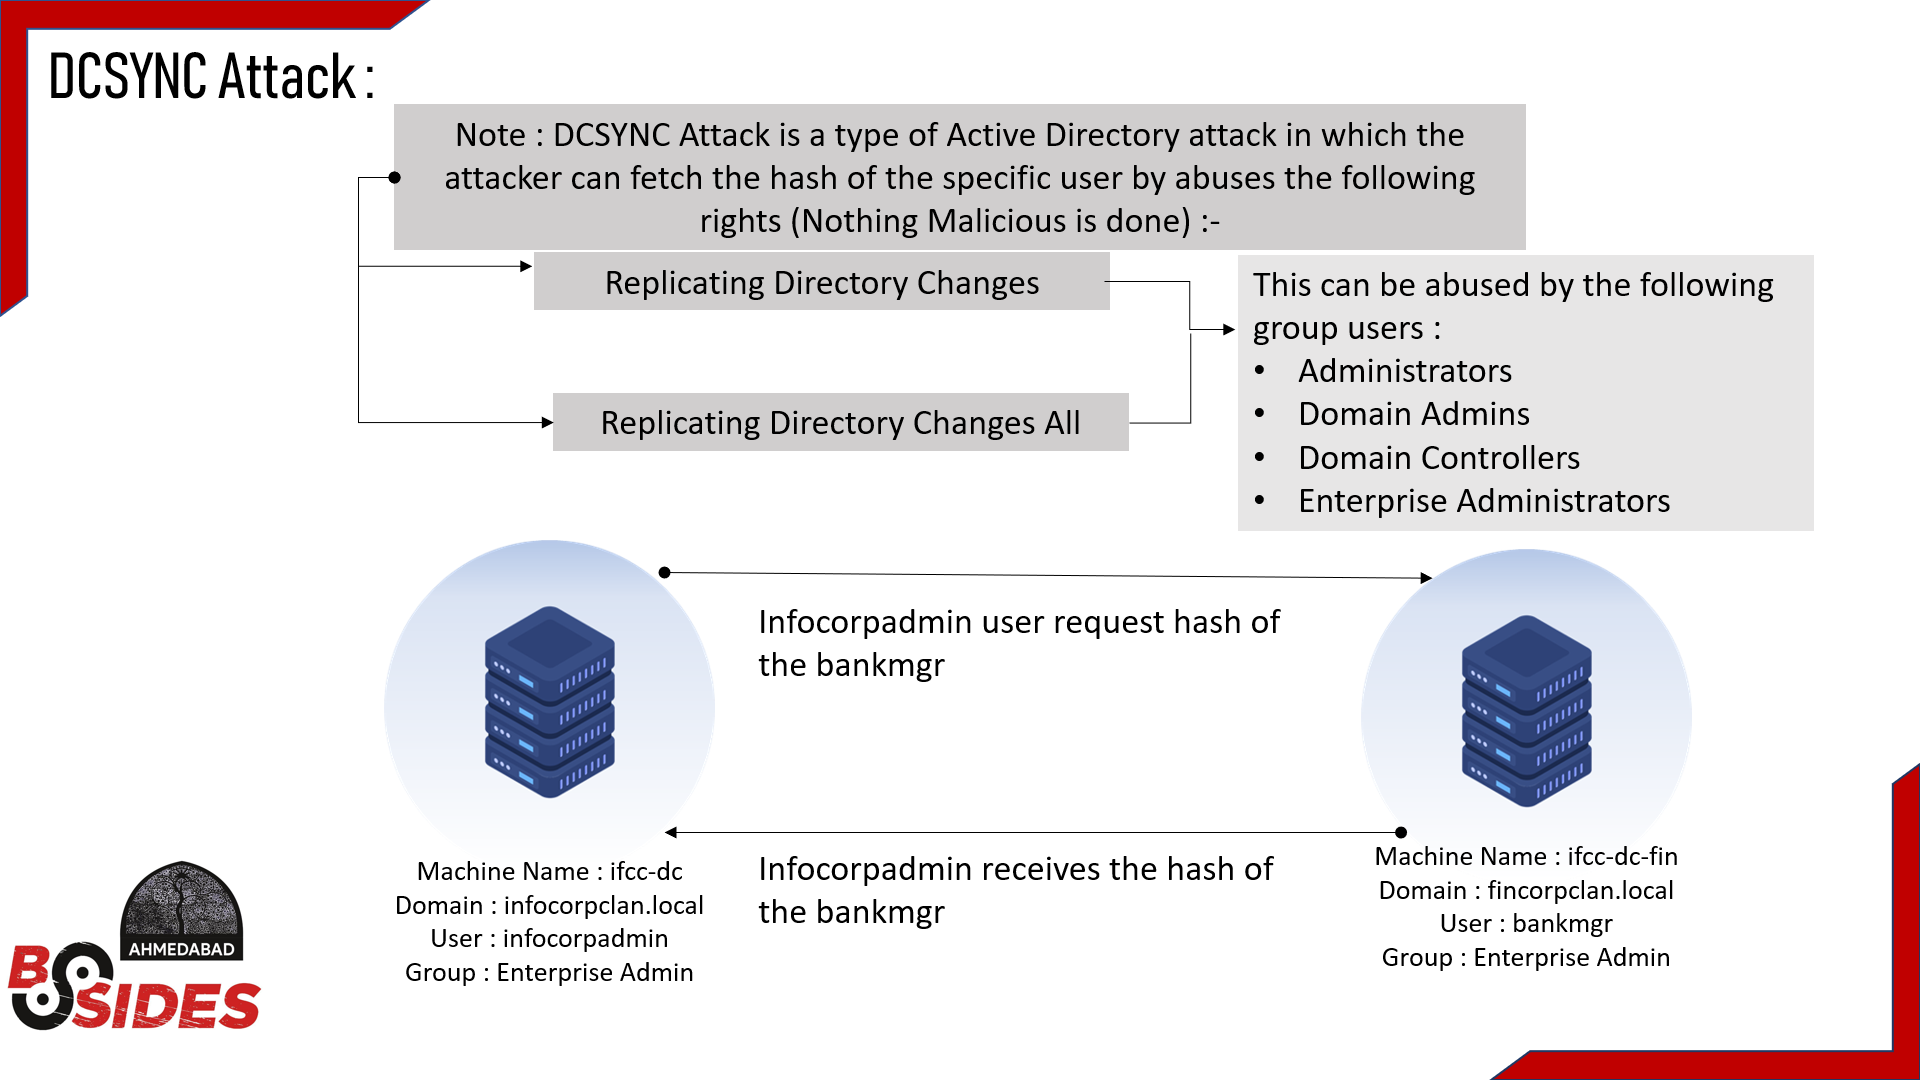 DCSYNC Attack :
Note : DCSYNC Attack is a type of Active Directory attack in which the
attacker can fetch the hash of the specific user by abuses the following
rights (Nothing Malicious is done) :-
Replicating Directory Changes
Replicating Directory Changes All
This can be abused by the following
group users :
• Administrators
• Domain Admins
• Domain Controllers
• Enterprise Administrators
Infocorpadmin user request hash of
the bankmgr
Infocorpadmin receives the hash of
the bankmgr
Machine Name : ifcc-dc
Domain : infocorpclan.local
User : infocorpadmin
Group : Enterprise Admin
Machine Name : ifcc-dc-fin
Domain : fincorpclan.local
User : bankmgr
Group : Enterprise Admin
AHMEDABAD
B
SIDES